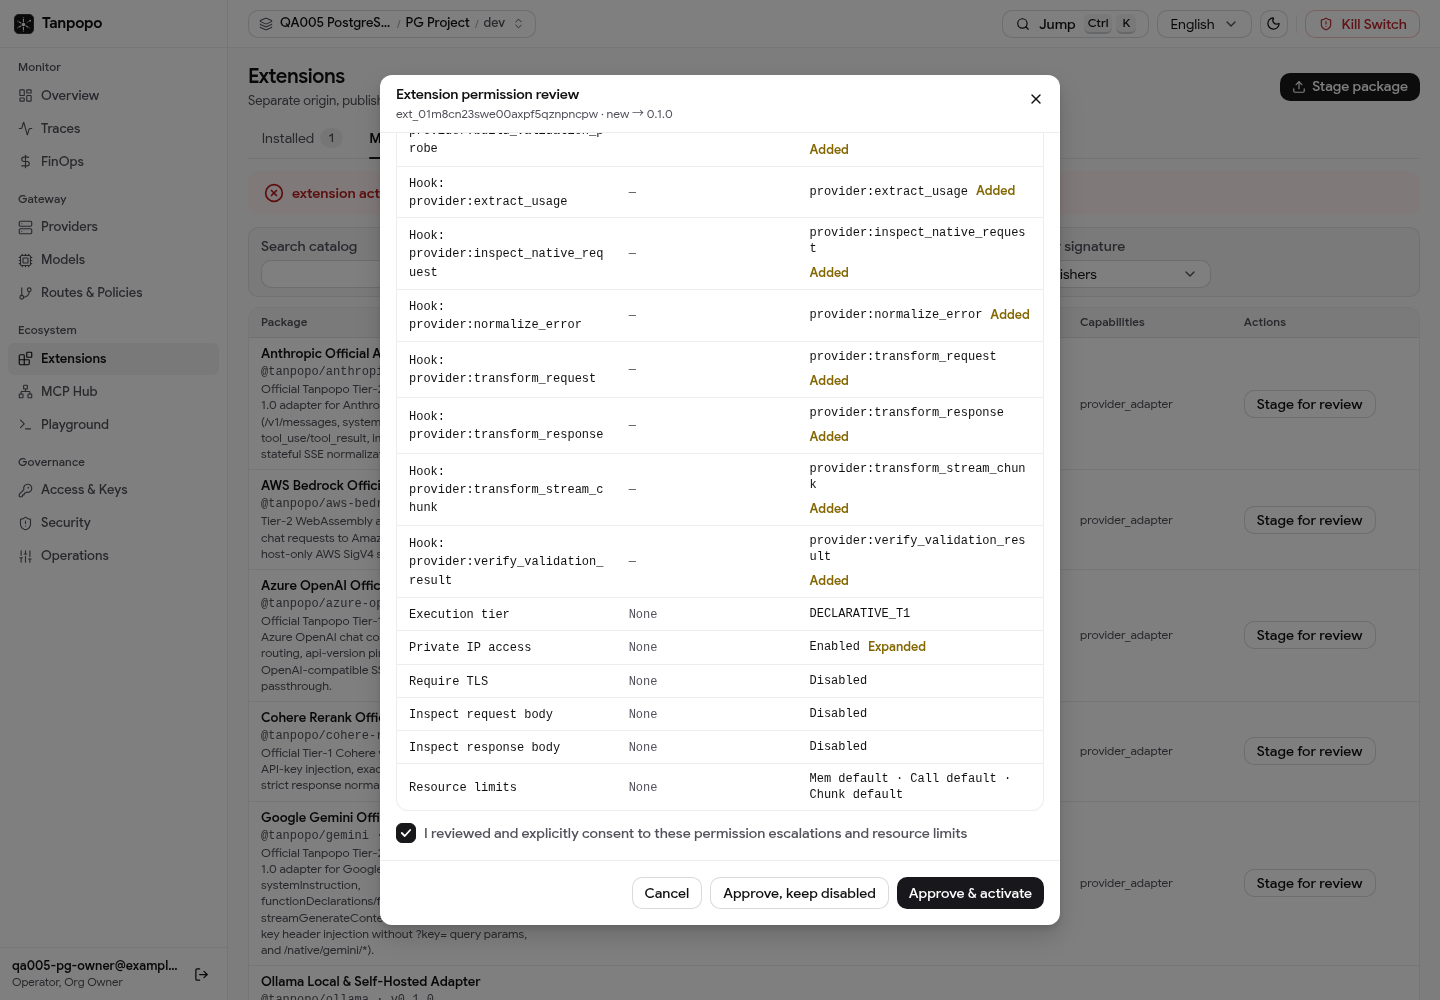 Tanpopo
QA005 PostgreS... / PG Project / dev
Jump Ctrl K
English
Kill Switch
Monitor
Overview
Traces
FinOps
Gateway
Providers
Models
Routes & Policies
Ecosystem
Extensions
MCP Hub
Playground
Governance
Access & Keys
Security
Operations
qa005-pg-owner@exampl...
Operator, Org Owner
Extensions
Separate origin, publish
Stage package
Installed 1
M
extension act
Search catalog
signature
ishers
Package
Capabilities
Actions
Anthropic Official A
@tanpopo/anthropi
Official Tanpopo Tier-2
1.0 adapter for Anthro
(/v1/messages, system
tool_use/tool_result, in
stateful SSE normalizat
provider_adapter
Stage for review
AWS Bedrock Offici
@tanpopo/aws-bedr
Tier-2 WebAssembly a
chat requests to Amaz
host-only AWS SigV4 s
provider_adapter
Stage for review
Azure OpenAI Offic
@tanpopo/azure-op
Official Tanpopo Tier-1
Azure OpenAI chat co
routing, api-version pi
OpenAI-compatible SS
passthrough.
provider_adapter
Stage for review
Cohere Rerank Offi
@tanpopo/cohere-r
Official Tier-1 Cohere
API-key injection, exac
strict response norma
provider_adapter
Stage for review
Google Gemini Offi
@tanpopo/gemini ·
Official Tanpopo Tier-2
1.0 adapter for Google
systemInstruction,
functionDeclarations/f
streamGenerateConte
key header injection without ?key= query params,
and /native/gemini/*).
provider_adapter
Stage for review
Ollama Local & Self-Hosted Adapter
@tanpopo/ollama · v0.1.0
Extension permission review
ext_01m8cn23swe00axpf5qznpncpw · new → 0.1.0
provider:build_validation_p
robe
Added
Hook:
provider:extract_usage
—
provider:extract_usage Added
Hook:
provider:inspect_native_req
uest
—
provider:inspect_native_reques
t
Added
Hook:
provider:normalize_error
—
provider:normalize_error Added
Hook:
provider:transform_request
—
provider:transform_request
Added
Hook:
provider:transform_response
—
provider:transform_response
Added
Hook:
provider:transform_stream_c
hunk
—
provider:transform_stream_chun
k
Added
Hook:
provider:verify_validation_
result
—
provider:verify_validation_res
ult
Added
Execution tier None DECLARATIVE_T1
Private IP access None Enabled Expanded
Require TLS None Disabled
Inspect request body None Disabled
Inspect response body None Disabled
Resource limits None Mem default · Call default ·
Chunk default
I reviewed and explicitly consent to these permission escalations and resource limits
Cancel
Approve, keep disabled
Approve & activate